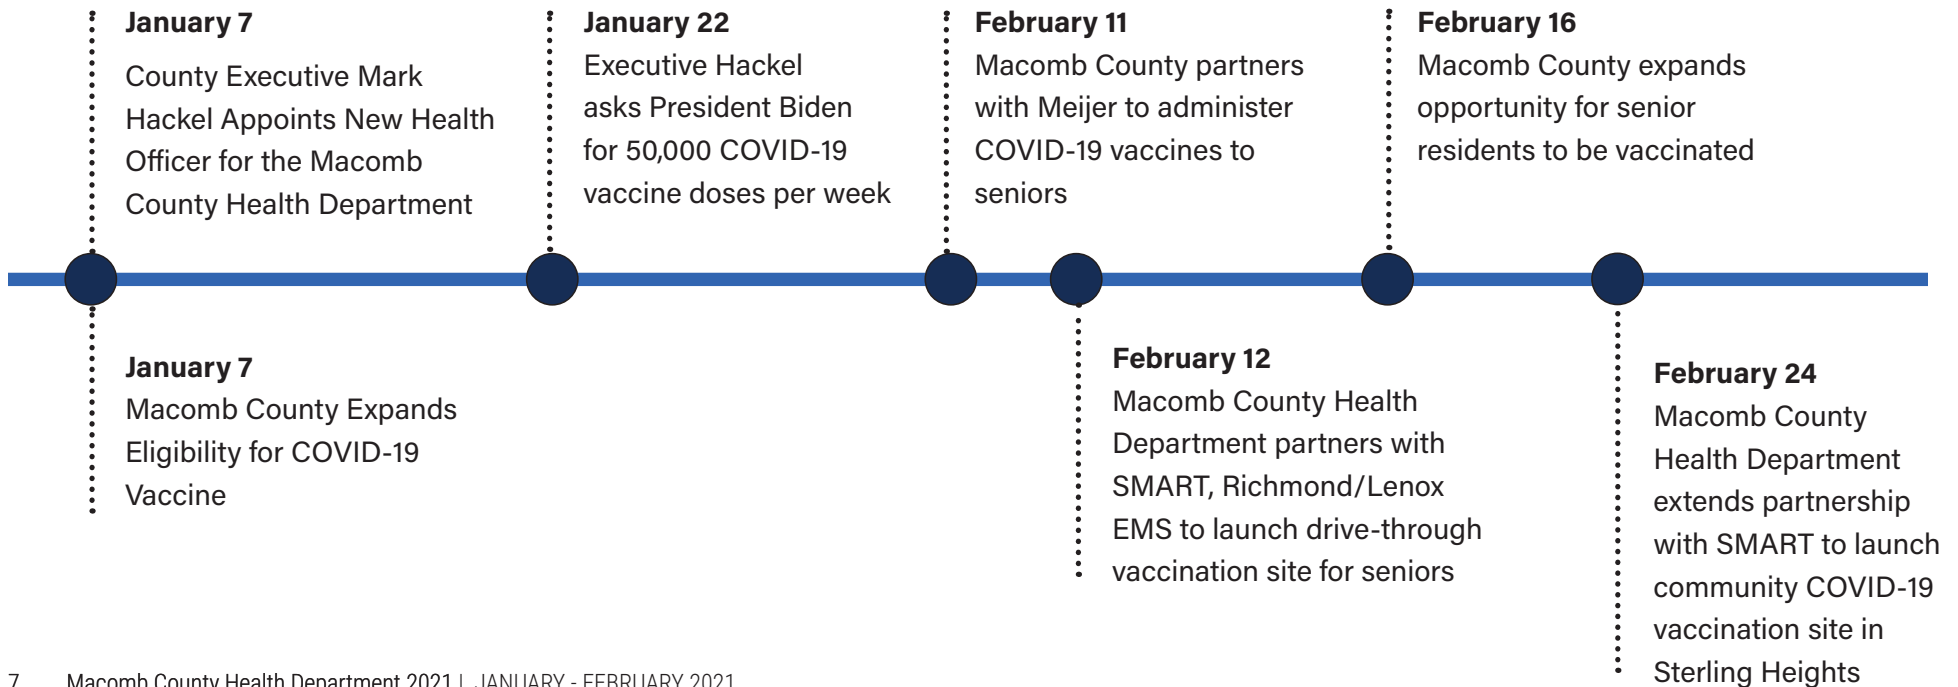 January 7
County Executive Mark
Hackel Appoints New Health
Officer for the Macomb
County Health Department
January 22
Executive Hackel
asks President Biden
for 50,000 COVID-19
vaccine doses per week
February 11
Macomb County partners
with Meijer to administer
COVID-19 vaccines to
seniors
February 16
Macomb County expands
opportunity for senior
residents to be vaccinated
January 7
Macomb County Expands
Eligibility for COVID-19
Vaccine
February 12
Macomb County Health
Department partners with
SMART, Richmond/Lenox
EMS to launch drive-through
vaccination site for seniors
February 24
Macomb County
Health Department
extends partnership
with SMART to launch
community COVID-19
vaccination site in
Sterling Heights
7 Macomb County Health Department 2021 | JANUARY - FEBRUARY 2021